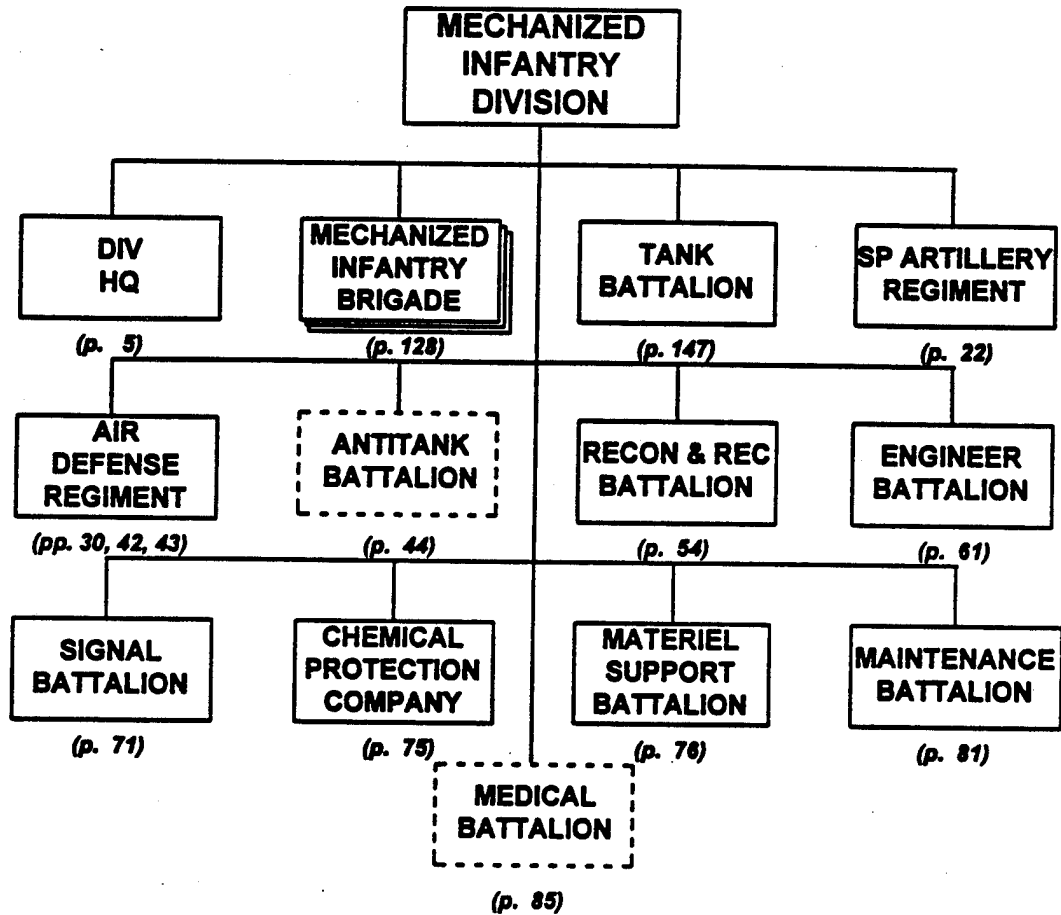 MECHANIZED
INFANTRY
DIVISION
DIV
HQ
(p. 5)
MECHANIZED
INFANTRY
BRIGADE
(p. 128)
TANK
BATTALION
(p. 147)
SP ARTILLERY
REGIMENT
(p. 22)
AIR
DEFENSE
REGIMENT
(pp. 30, 42, 43)
ANTITANK
BATTALION
(p. 44)
RECON & REC
BATTALION
(p. 54)
ENGINEER
BATTALION
(p. 61)
SIGNAL
BATTALION
(p. 71)
CHEMICAL
PROTECTION
COMPANY
(p. 75)
MATERIEL
SUPPORT
BATTALION
(p. 76)
MAINTENANCE
BATTALION
(p. 81)
MEDICAL
BATTALION
(p. 85)